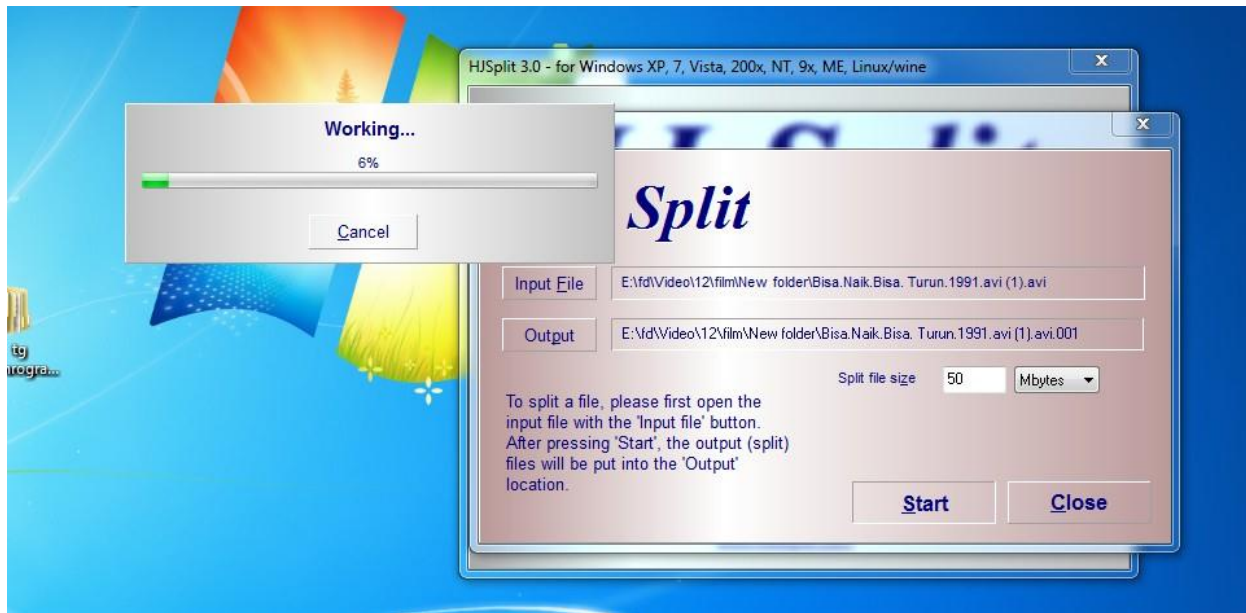 HJSplit 3.0 - for Windows XP, 7, Vista, 200x, NT, 9x, ME, Linux/wine
x
Working...
6%
Cancel
x
Split
Input File
E:\fd\Video\12\film\New folder\Bisa.Naik.Bisa. Turun.1991.avi (1).avi
Output
E:\fd\Video\12\film\New folder\Bisa.Naik.Bisa. Turun.1991.avi (1).avi.001
Split file size
50
Mbytes
To split a file, please first open the
input file with the 'Input file' button.
After pressing 'Start', the output (split)
files will be put into the 'Output'
location.
Start
Close
tg